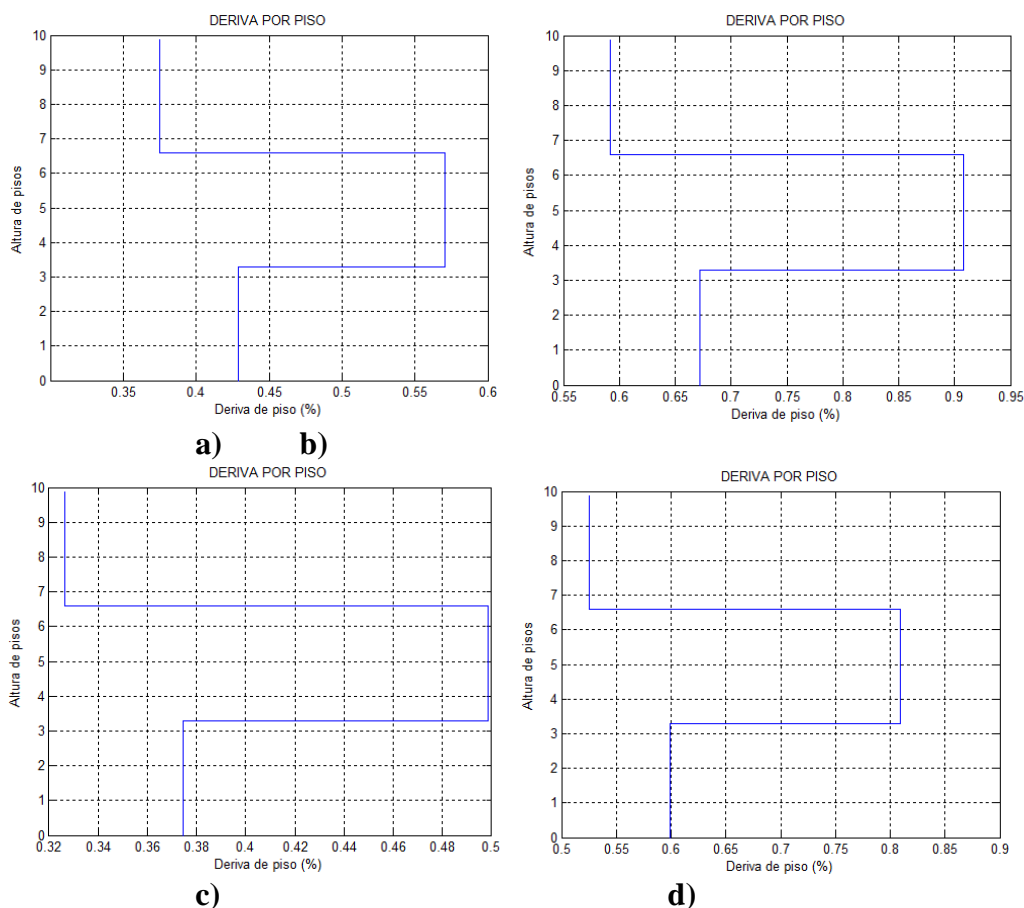 DERIVA POR PISO
10
9
8
7
6
5
4
3
2
1
0
Altura de pisos
0.35 0.4 0.45 0.5 0.55 0.6
Deriva de piso (%)
DERIVA POR PISO
10
9
8
7
6
5
4
3
2
1
0
Altura de pisos
0.55 0.6 0.65 0.7 0.75 0.8 0.85 0.9 0.95
Deriva de piso (%)
a) b)
DERIVA POR PISO
10
9
8
7
6
5
4
3
2
1
0
Altura de pisos
0.32 0.34 0.36 0.38 0.4 0.42 0.44 0.46 0.48 0.5
Deriva de piso (%)
DERIVA POR PISO
10
9
8
7
6
5
4
3
2
1
0
Altura de pisos
0.5 0.55 0.6 0.65 0.7 0.75 0.8 0.85 0.9
Deriva de piso (%)
c) d)